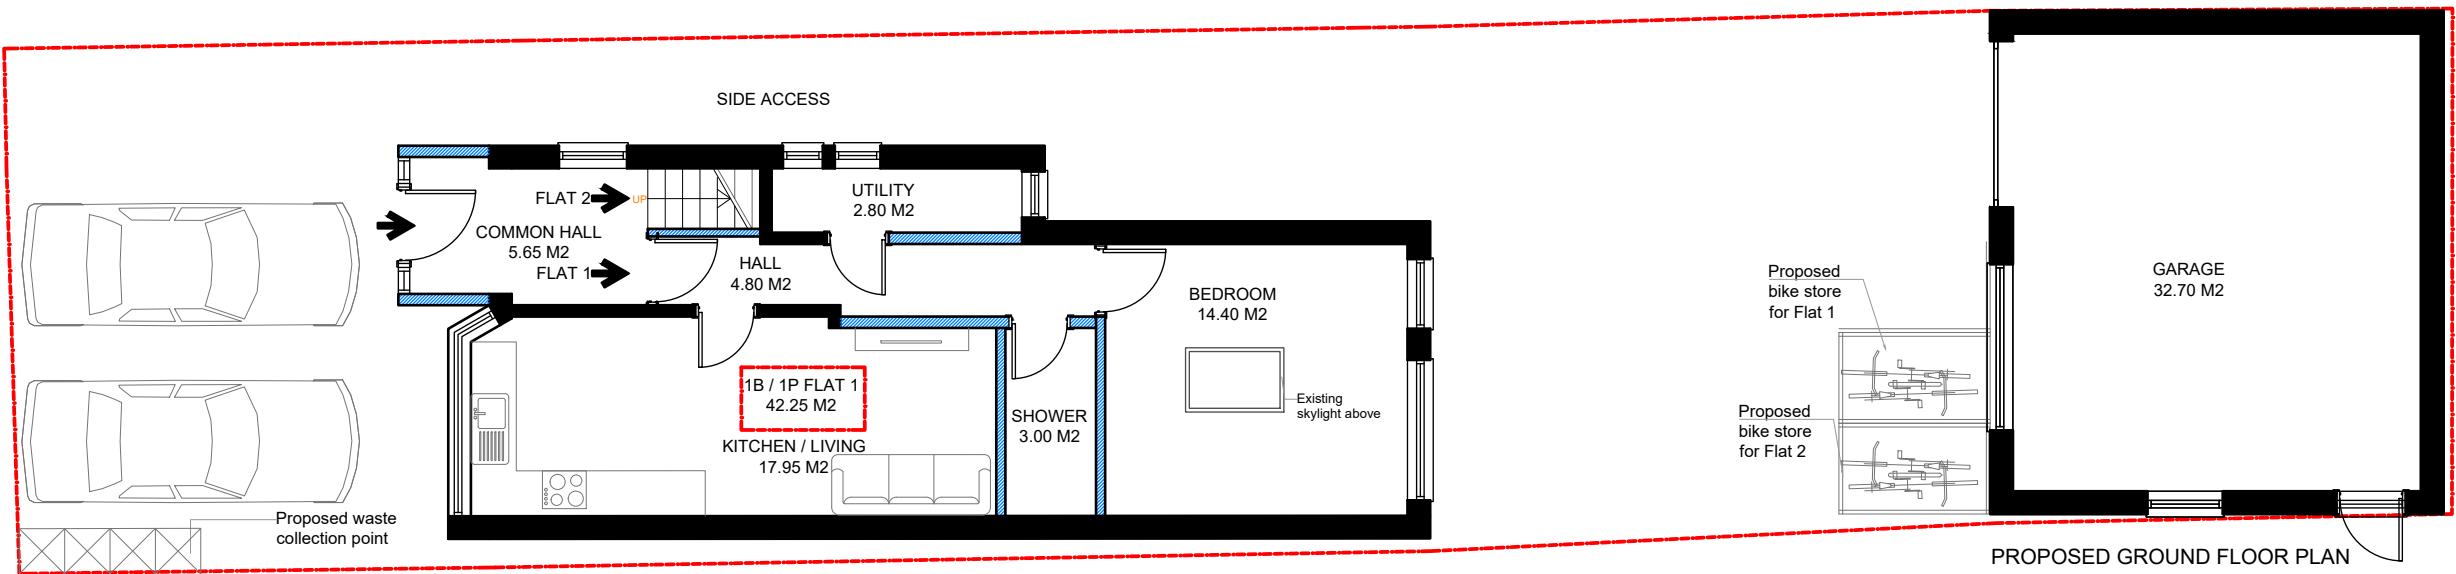 SIDE ACCESS
FLAT 2
UP
UTILITY
2.80 M2
COMMON HALL
5.65 M2
FLAT 1
HALL
4.80 M2
BEDROOM
14.40 M2
1B / 1P FLAT 1
42.25 M2
KITCHEN / LIVING
17.95 M2
SHOWER
3.00 M2
Existing
skylight above
Proposed waste
collection point
Proposed
bike store
for Flat 1
Proposed
bike store
for Flat 2
GARAGE
32.70 M2
PROPOSED GROUND FLOOR PLAN